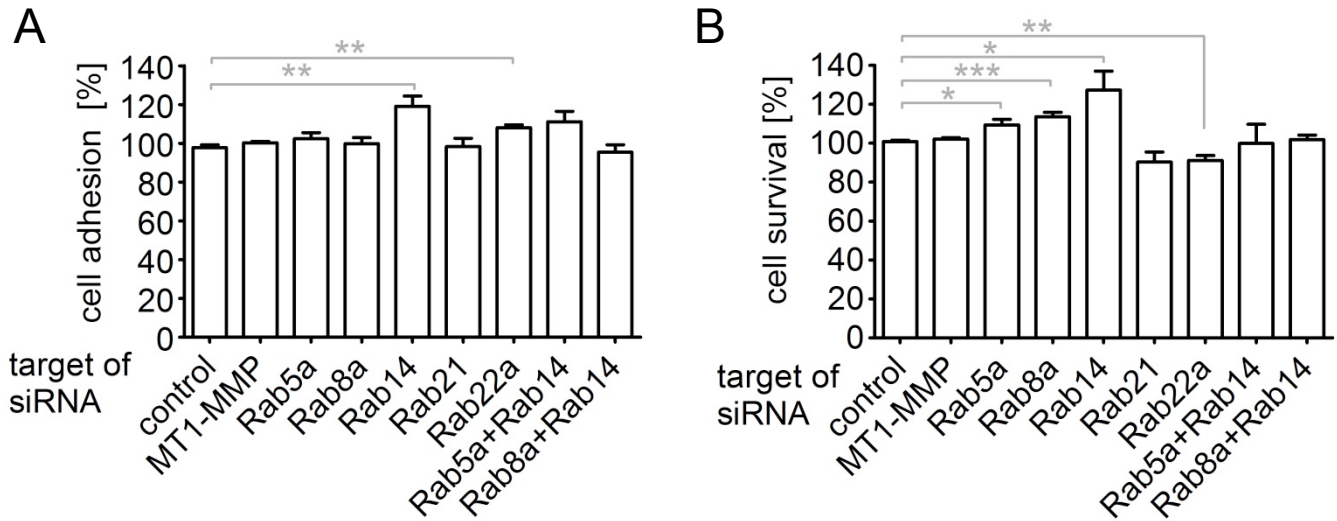 A
cell adhesion [%]
140
120
100
80
60
40
20
0
**
**
target of
siRNA
control
MT1-MMP
Rab5a
Rab8a
Rab14
Rab21
Rab22a
Rab5a+Rab14
Rab8a+Rab14
B
cell survival [%]
140
120
100
80
60
40
20
0
**
*
***
*
target of
siRNA
control
MT1-MMP
Rab5a
Rab8a
Rab14
Rab21
Rab22a
Rab5a+Rab14
Rab8a+Rab14